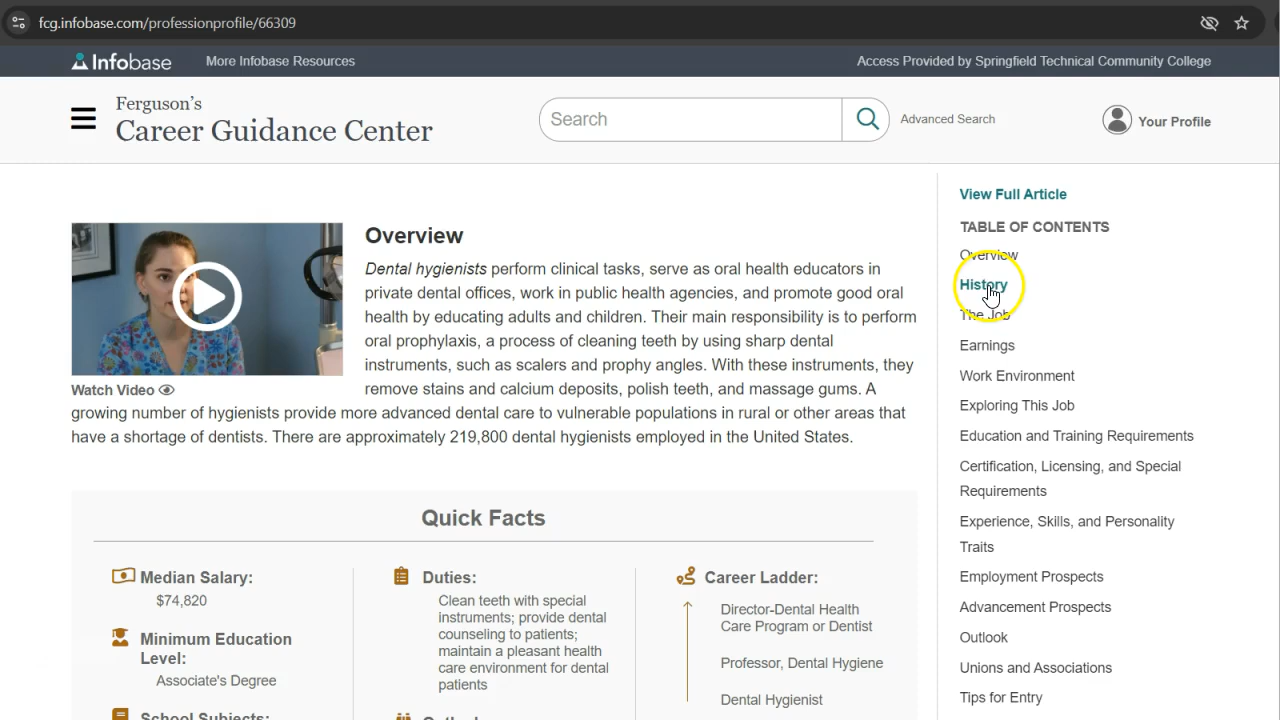 fcg.infobase.com/professionprofile/66309
Infobase
More Infobase Resources
Access Provided by Springfield Technical Community College
Ferguson's
Career Guidance Center
Search
Advanced Search
Your Profile
Watch Video
Overview
Dental hygienists perform clinical tasks, serve as oral health educators in
private dental offices, work in public health agencies, and promote good oral
health by educating adults and children. Their main responsibility is to perform
oral prophylaxis, a process of cleaning teeth by using sharp dental
instruments, such as scalers and prophy angles. With these instruments, they
remove stains and calcium deposits, polish teeth, and massage gums. A
growing number of hygienists provide more advanced dental care to vulnerable populations in rural or other areas that
have a shortage of dentists. There are approximately 219,800 dental hygienists employed in the United States.
Quick Facts
Median Salary:
$74,820
Minimum Education
Level:
Associate's Degree
School Subjects:
Duties:
Clean teeth with special
instruments; provide dental
counseling to patients;
maintain a pleasant health
care environment for dental
patients
Outlook
Career Ladder:
Director-Dental Health
Care Program or Dentist
Professor, Dental Hygiene
Dental Hygienist
View Full Article
TABLE OF CONTENTS
Overview
History
The Job
Earnings
Work Environment
Exploring This Job
Education and Training Requirements
Certification, Licensing, and Special
Requirements
Experience, Skills, and Personality
Traits
Employment Prospects
Advancement Prospects
Outlook
Unions and Associations
Tips for Entry